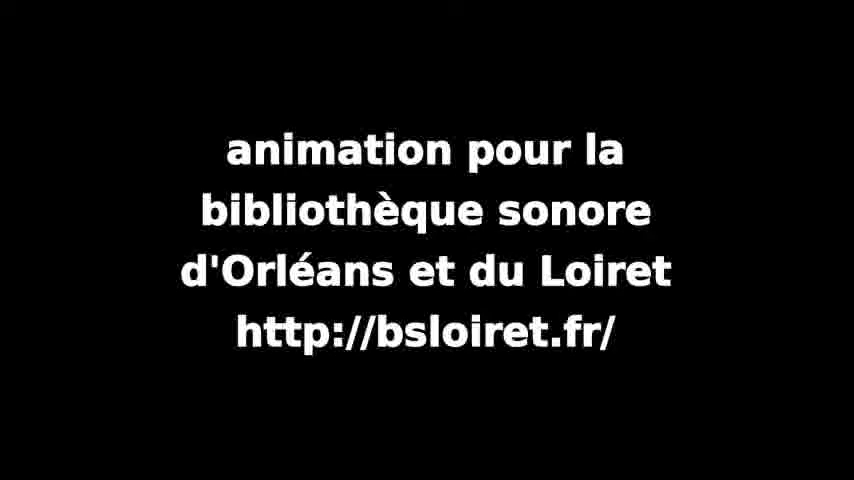 animation pour la
bibliothèque sonore
d'Orléans et du Loiret
http://bsloiret.fr/